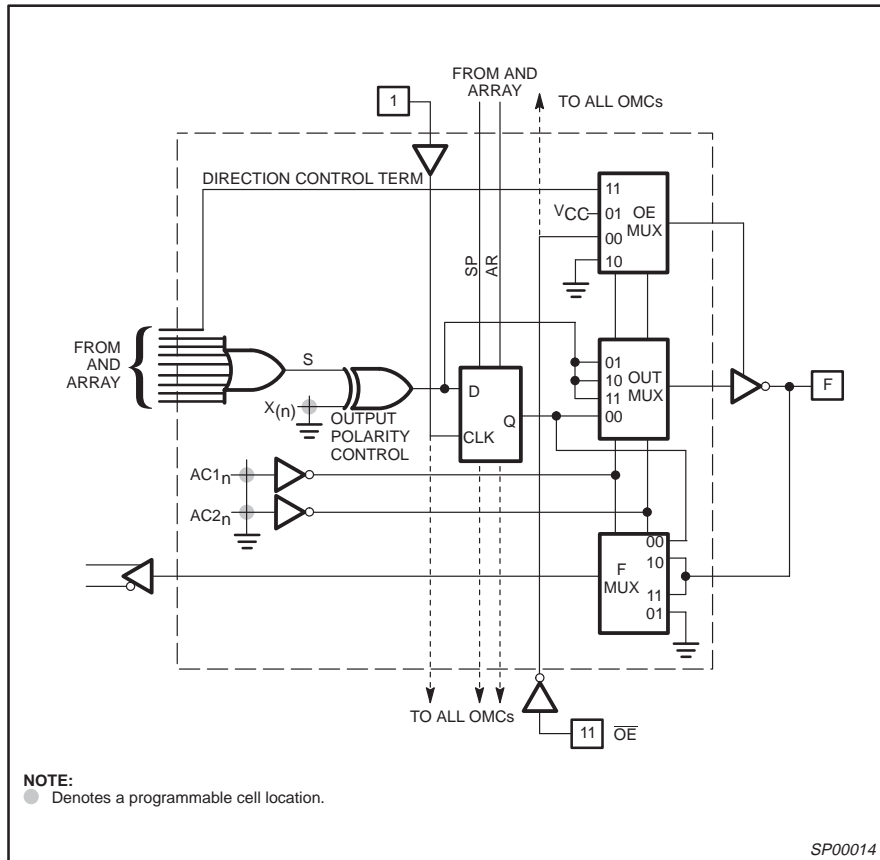 FROM AND
ARRAY
1
TO ALL OMCs
DIRECTION CONTROL TERM
11
VCC
01
OE
MUX
00
10
SP
AR
FROM
AND
ARRAY
S
X(n)
OUTPUT
POLARITY
CONTROL
D
Q
CLK
01
10
OUT
MUX
11
00
F
AC1n
AC2n
00
10
F
MUX
11
01
TO ALL OMCs
11
OE
NOTE:
Denotes a programmable cell location.
SP00014